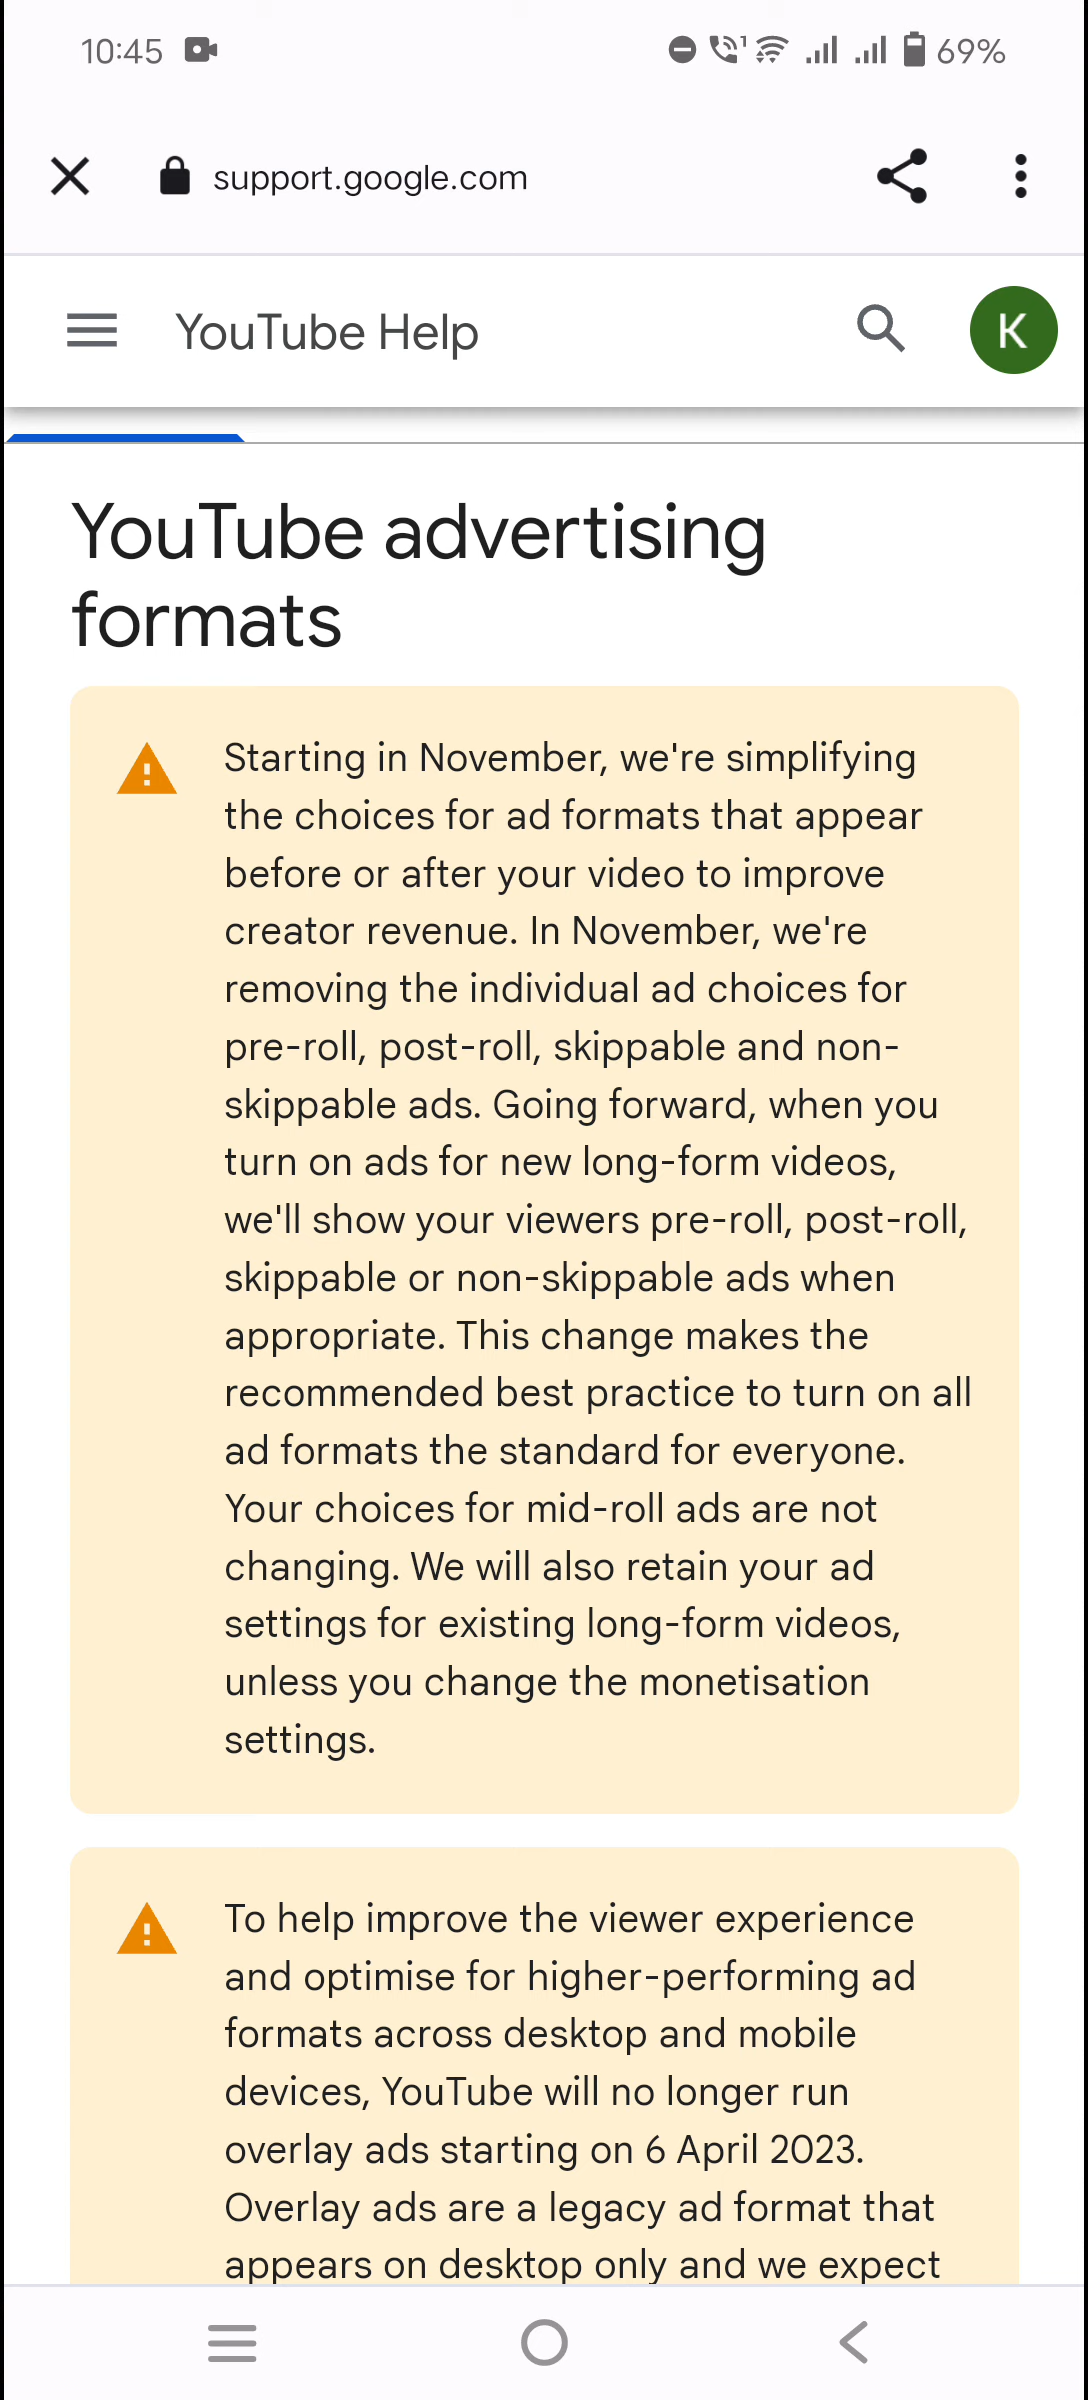 10:45
69%
support.google.com
YouTube Help
K
YouTube advertising
formats
Starting in November, we're simplifying
the choices for ad formats that appear
before or after your video to improve
creator revenue. In November, we're
removing the individual ad choices for
pre-roll, post-roll, skippable and non-
skippable ads. Going forward, when you
turn on ads for new long-form videos,
we'll show your viewers pre-roll, post-roll,
skippable or non-skippable ads when
appropriate. This change makes the
recommended best practice to turn on all
ad formats the standard for everyone.
Your choices for mid-roll ads are not
changing. We will also retain your ad
settings for existing long-form videos,
unless you change the monetisation
settings.
To help improve the viewer experience
and optimise for higher-performing ad
formats across desktop and mobile
devices, YouTube will no longer run
overlay ads starting on 6 April 2023.
Overlay ads are a legacy ad format that
appears on desktop only and we expect